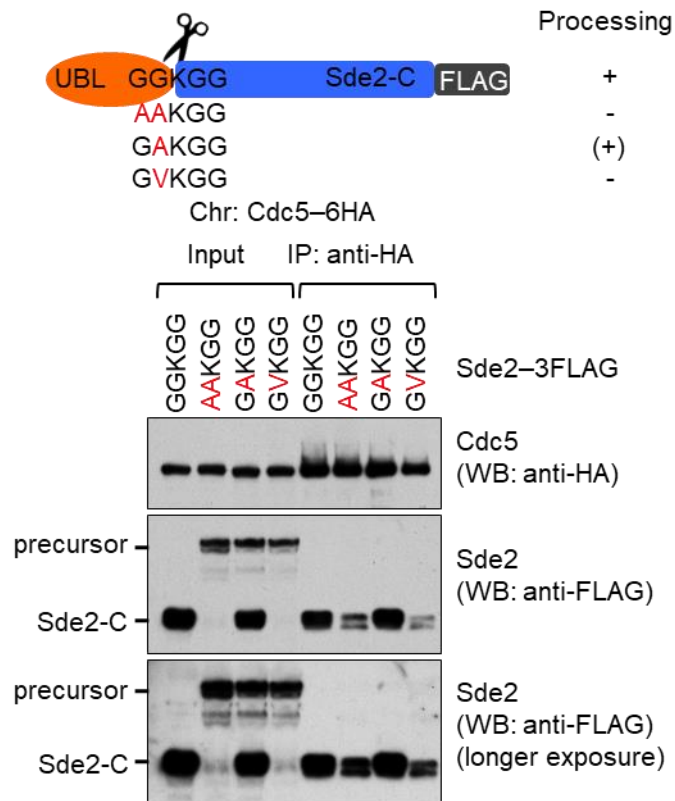 Processing
UBL GGKGG Sde2-C FLAG +
AAKGG -
GAKGG (+)
GVKGG -
Chr: Cdc5–6HA
Input IP: anti-HA
GGKGG AAKGG GAKGG GVKGG GGKGG AAKGG GAKGG GVKGG Sde2–3FLAG
Cdc5
(WB: anti-HA)
precursor
Sde2
(WB: anti-FLAG)
Sde2-C
precursor
Sde2
(WB: anti-FLAG)
(longer exposure)
Sde2-C